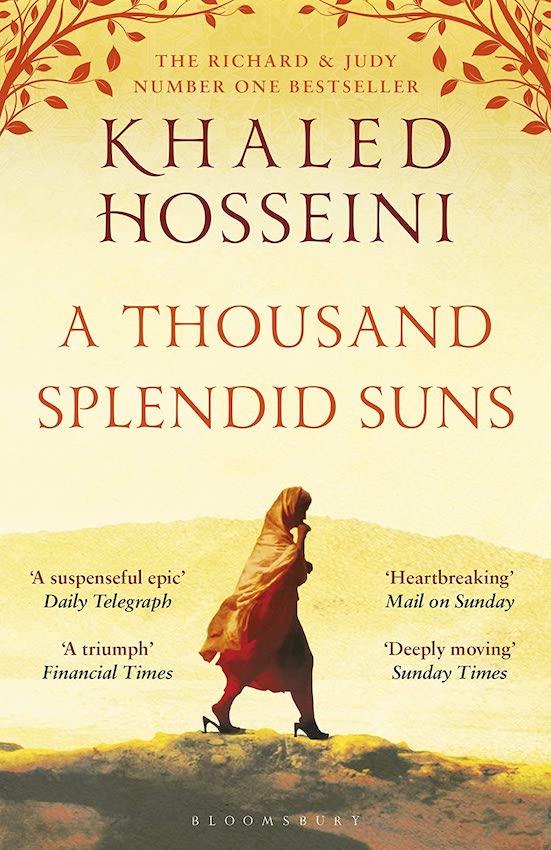 THE RICHARD & JUDY
NUMBER ONE BESTSELLER
KHALED
HOSSEINI
A THOUSAND
SPLENDID SUNS
‘A suspenseful epic’
Daily Telegraph
‘A triumph’
Financial Times
‘Heartbreaking’
Mail on Sunday
‘Deeply moving’
Sunday Times
BLOOMSBURY